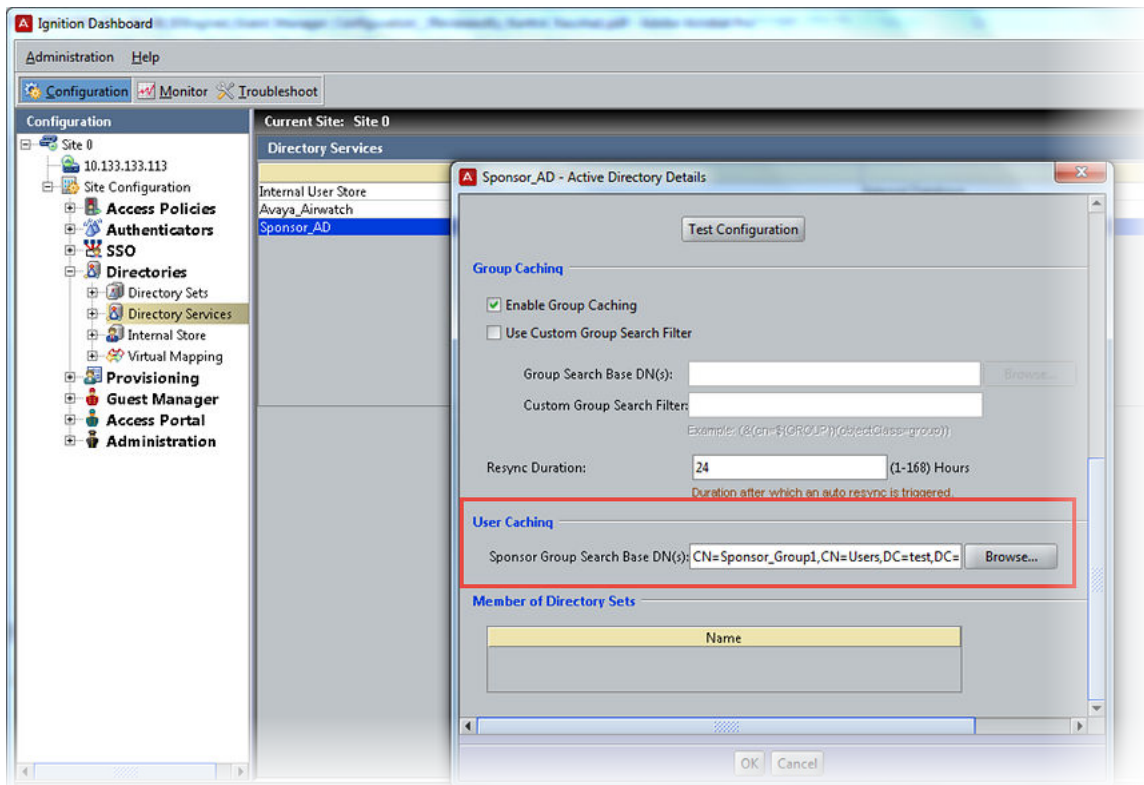 Ignition Dashboard
Administration Help
Configuration Monitor Troubleshoot
Configuration
Site 0
10.133.133.113
Site Configuration
Access Policies
Authenticators
SSO
Directories
Directory Sets
Directory Services
Internal Store
Virtual Mapping
Provisioning
Guest Manager
Access Portal
Administration
Current Site: Site 0
Directory Services
Internal User Store
Avaya_Airwatch
Sponsor_AD
Sponsor_AD - Active Directory Details
Test Configuration
Group Caching
Enable Group Caching
Use Custom Group Search Filter
Group Search Base DN(s):
Browse...
Custom Group Search Filter:
Example: (&(cn=${GROUP})(objectClass=group))
Resync Duration: 24 (1-168) Hours
Duration after which an auto resync is triggered.
User Caching
Sponsor Group Search Base DN(s): CN=Sponsor_Group1,CN=Users,DC=test,DC= Browse...
Member of Directory Sets
Name
OK Cancel